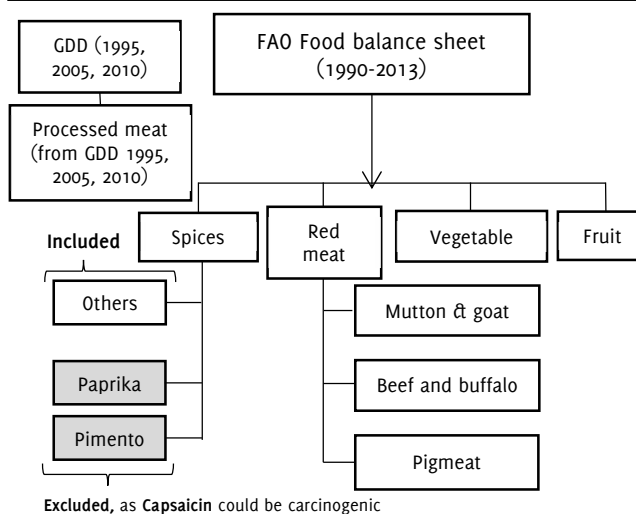 GDD (1995,
2005, 2010)
FAO Food balance sheet
(1990-2013)
Processed meat
(from GDD 1995,
2005, 2010)
Included
Spices
Red
meat
Vegetable
Fruit
Others
Mutton & goat
Paprika
Beef and buffalo
Pimento
Pigmeat
Excluded, as Capsaicin could be carcinogenic